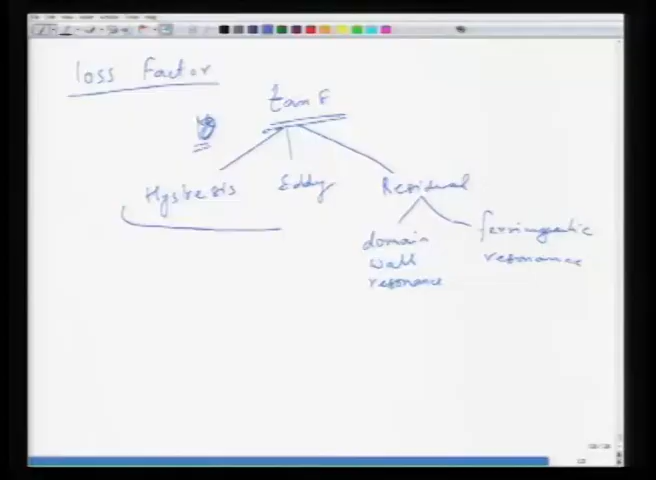 loss Factor
tan δ
Hysteresis Eddy Residual
domain wall resonance
ferrimagnetic resonance